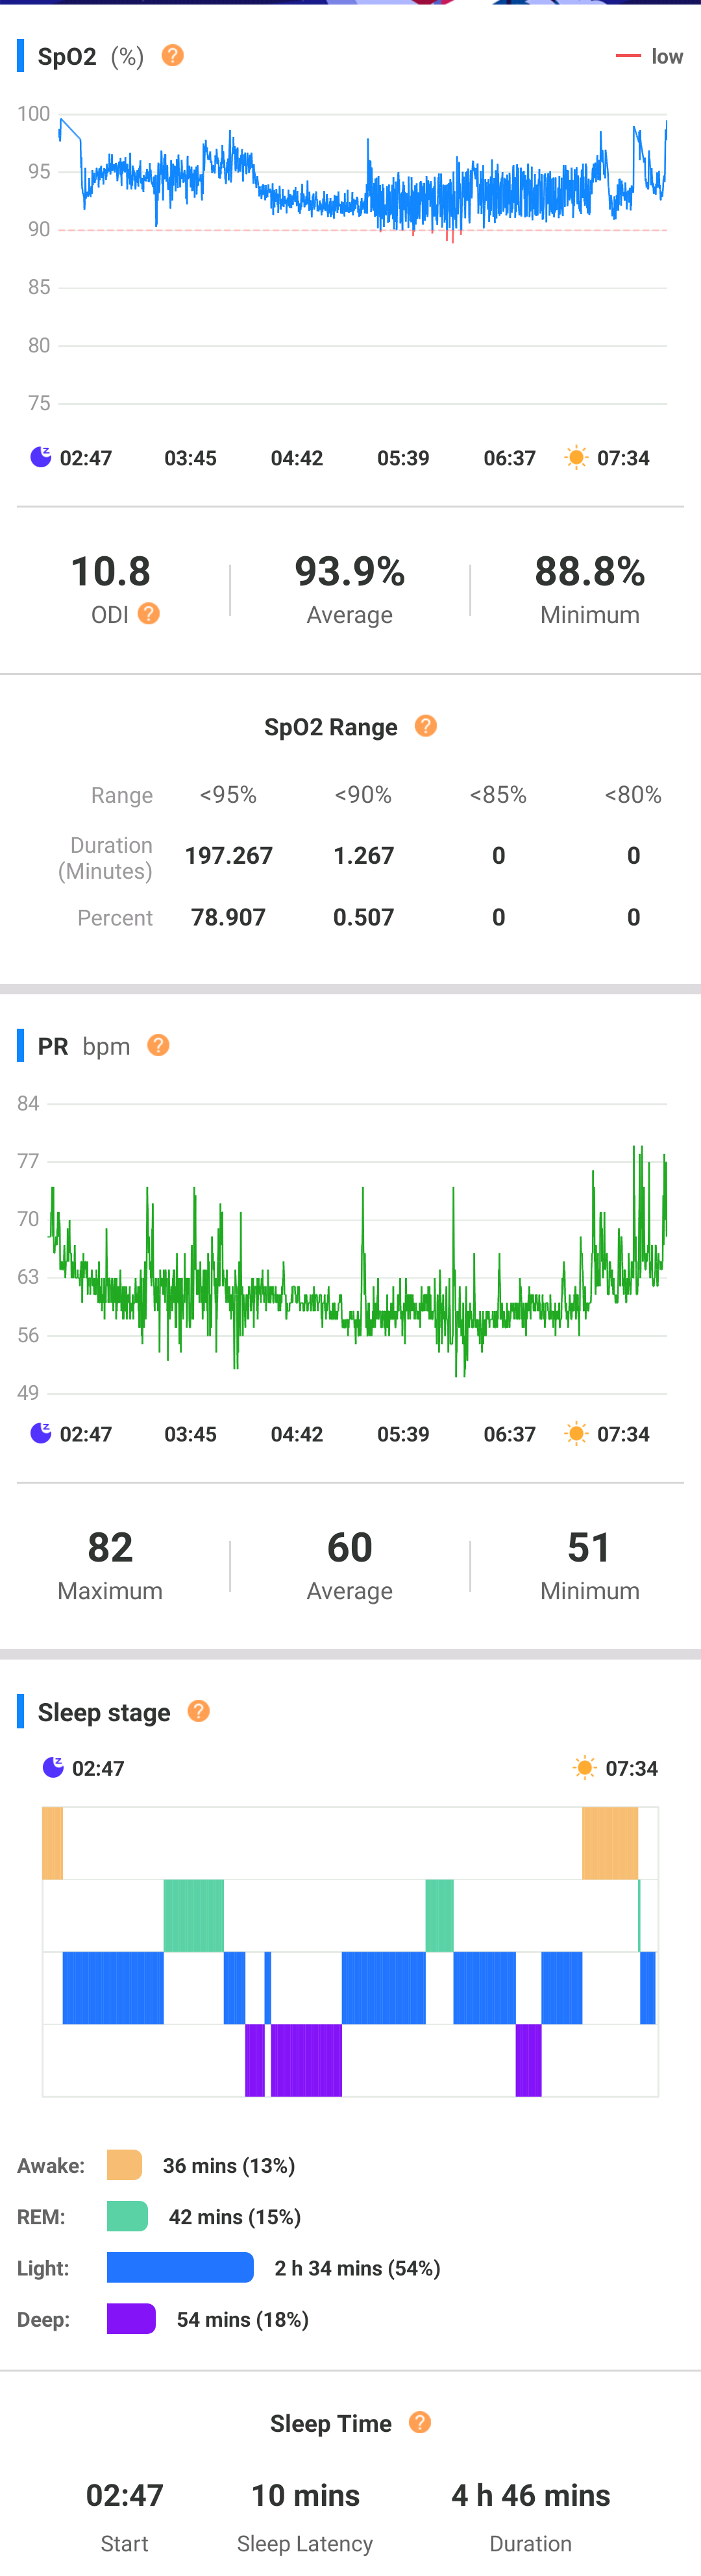 SpO2 (%) ? low
100
95
90
85
80
75
z 02:47 03:45 04:42 05:39 06:37 07:34
10.8 93.9% 88.8%
ODI ? Average Minimum
SpO2 Range ?
Range <95% <90% <85% <80%
Duration
(Minutes) 197.267 1.267 0 0
Percent 78.907 0.507 0 0
PR bpm ?
84
77
70
63
56
49
z 02:47 03:45 04:42 05:39 06:37 07:34
82 60 51
Maximum Average Minimum
Sleep stage ?
z 02:47 07:34
Awake: 36 mins (13%)
REM: 42 mins (15%)
Light: 2 h 34 mins (54%)
Deep: 54 mins (18%)
Sleep Time ?
02:47 10 mins 4 h 46 mins
Start Sleep Latency Duration